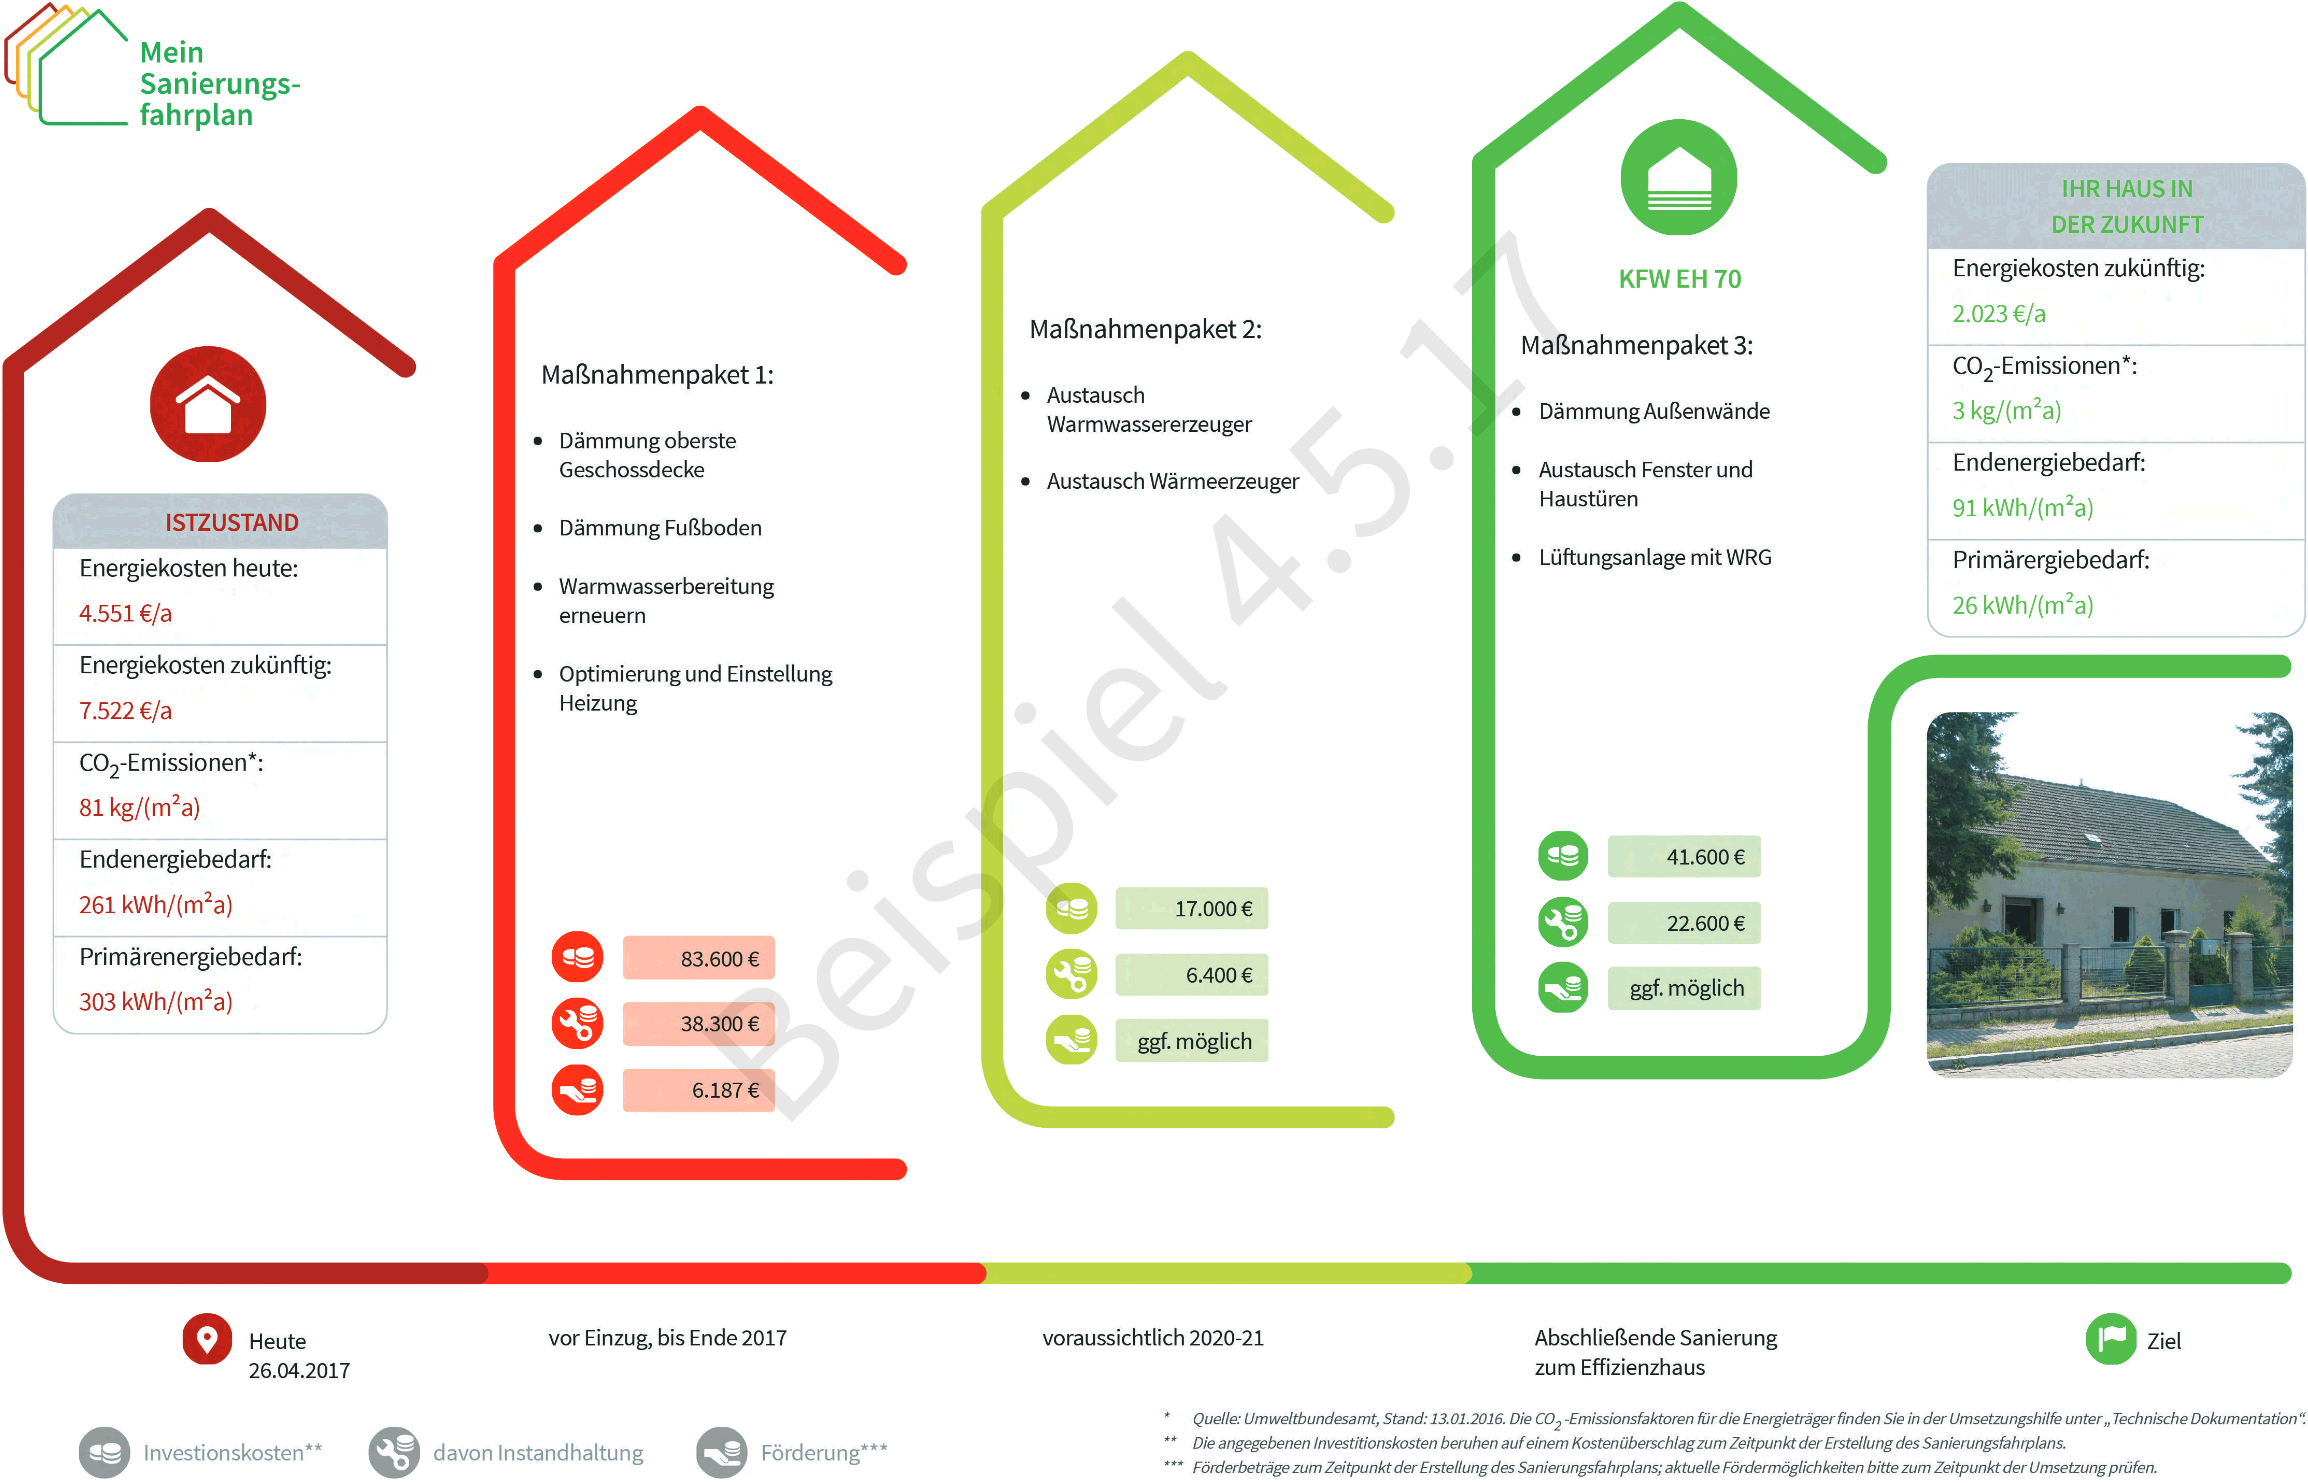 Mein
Sanierungs-
fahrplan
ISTZUSTAND
Energiekosten heute:
4.551 €/a
Energiekosten zukünftig:
7.522 €/a
CO₂-Emissionen*:
81 kg/(m²a)
Endenergiebedarf:
261 kWh/(m²a)
Primärenergiebedarf:
303 kWh/(m²a)
Maßnahmenpaket 1:
• Dämmung oberste
Geschossdecke
• Dämmung Fußboden
• Warmwasserbereitung
erneuern
• Optimierung und Einstellung
Heizung
83.600 €
38.300 €
6.187 €
Maßnahmenpaket 2:
• Austausch
Warmwassererzeuger
• Austausch Wärmeerzeuger
17.000 €
6.400 €
ggf. möglich
KFW EH 70
Maßnahmenpaket 3:
• Dämmung Außenwände
• Austausch Fenster und
Haustüren
• Lüftungsanlage mit WRG
41.600 €
22.600 €
ggf. möglich
IHR HAUS IN
DER ZUKUNFT
Energiekosten zukünftig:
2.023 €/a
CO₂-Emissionen*:
3 kg/(m²a)
Endenergiebedarf:
91 kWh/(m²a)
Primärergiebedarf:
26 kWh/(m²a)
Beispiel 4.5.17
Heute
26.04.2017
vor Einzug, bis Ende 2017
voraussichtlich 2020-21
Abschließende Sanierung
zum Effizienzhaus
Ziel
Investionskosten**
davon Instandhaltung
Förderung***
* Quelle: Umweltbundesamt, Stand: 13.01.2016. Die CO₂-Emissionsfaktoren für die Energieträger finden Sie in der Umsetzungshilfe unter „Technische Dokumentation“.
** Die angegebenen Investitionskosten beruhen auf einem Kostenüberschlag zum Zeitpunkt der Erstellung des Sanierungsfahrplans.
*** Förderbeträge zum Zeitpunkt der Erstellung des Sanierungsfahrplans; aktuelle Fördermöglichkeiten bitte zum Zeitpunkt der Umsetzung prüfen.